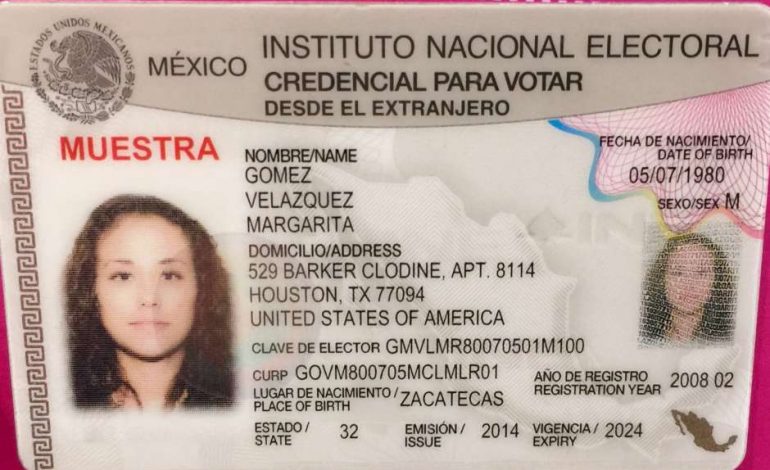 ESTADOS UNIDOS MEXICANOS
MÉXICO
INSTITUTO NACIONAL ELECTORAL
CREDENCIAL PARA VOTAR
DESDE EL EXTRANJERO
MUESTRA
FECHA DE NACIMIENTO/
DATE OF BIRTH
05/07/1980
SEXO/SEX M
NOMBRE/NAME
GOMEZ
VELAZQUEZ
MARGARITA
DOMICILIO/ADDRESS
529 BARKER CLODINE, APT. 8114
HOUSTON, TX 77094
UNITED STATES OF AMERICA
CLAVE DE ELECTOR GMVLMR80070501M100
CURP GOVM800705MCLMLR01
AÑO DE REGISTRO
REGISTRATION YEAR 2008 02
LUGAR DE NACIMIENTO /
PLACE OF BIRTH ZACATECAS
ESTADO /
STATE 32
EMISIÓN /
ISSUE 2014
VIGENCIA /
EXPIRY 2024